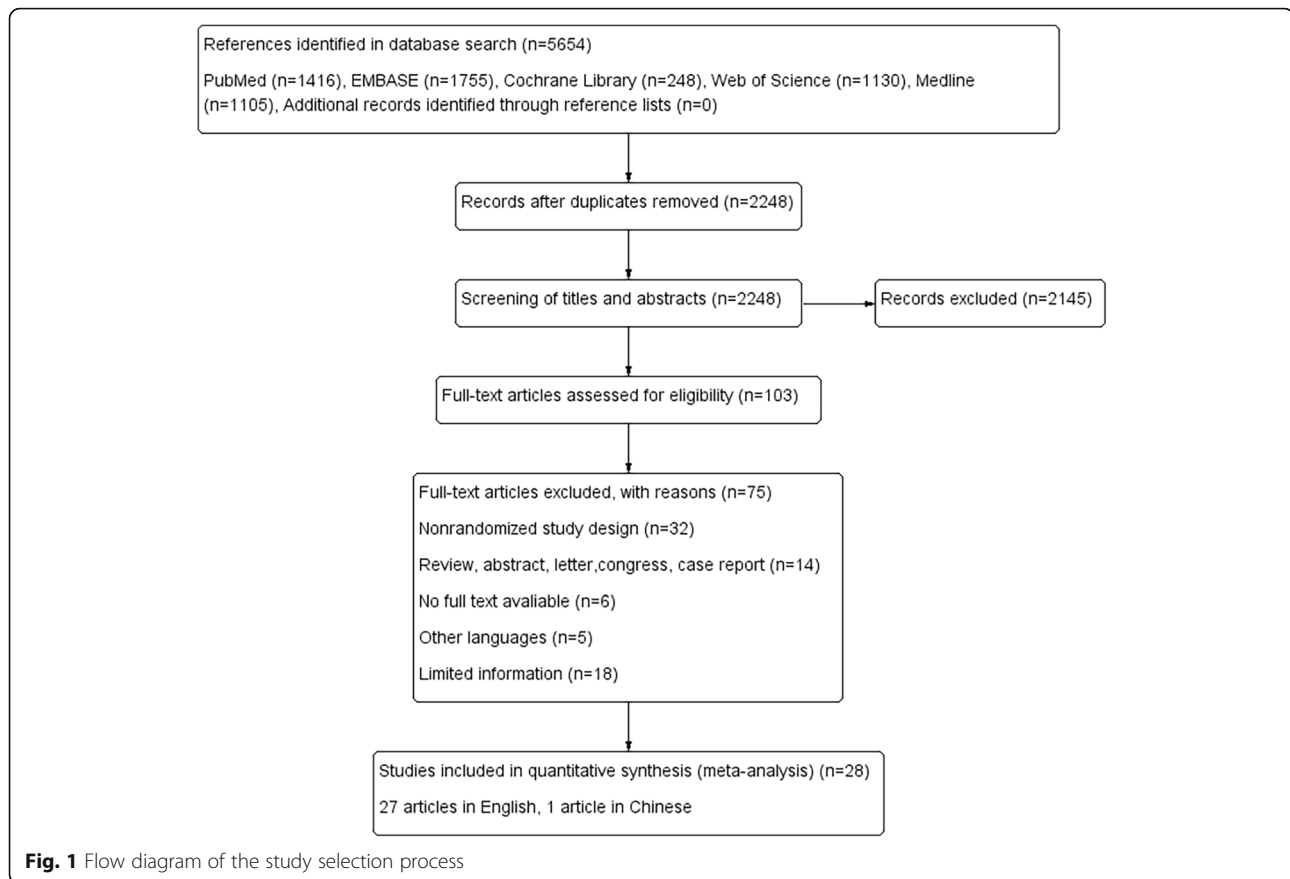 References identified in database search (n=5654)
PubMed (n=1416), EMBASE (n=1755), Cochrane Library (n=248), Web of Science (n=1130), Medline
(n=1105), Additional records identified through reference lists (n=0)
Records after duplicates removed (n=2248)
Screening of titles and abstracts (n=2248)
Records excluded (n=2145)
Full-text articles assessed for eligibility (n=103)
Full-text articles excluded, with reasons (n=75)
Nonrandomized study design (n=32)
Review, abstract, letter,congress, case report (n=14)
No full text avaliable (n=6)
Other languages (n=5)
Limited information (n=18)
Studies included in quantitative synthesis (meta-analysis) (n=28)
27 articles in English, 1 article in Chinese
Fig. 1 Flow diagram of the study selection process